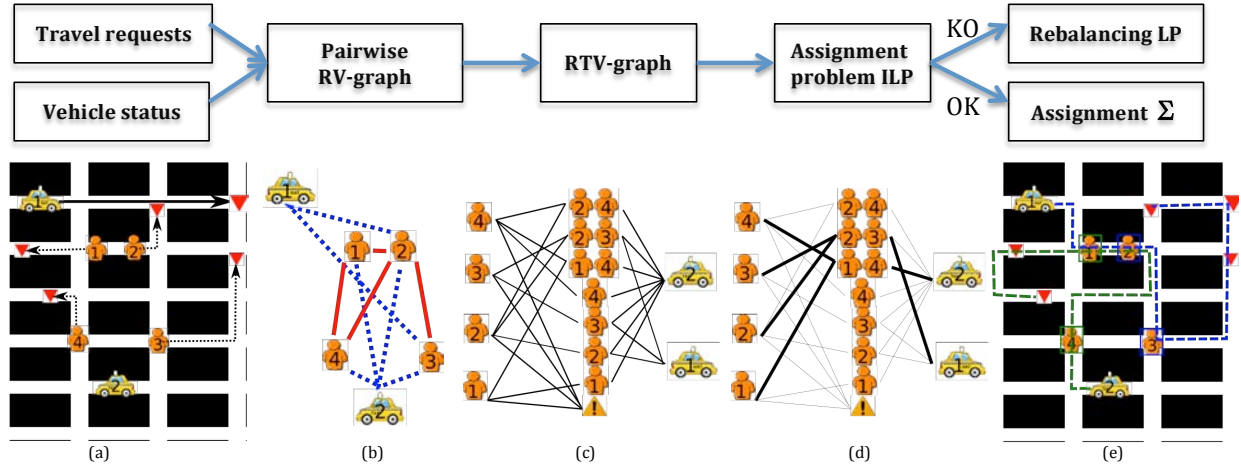 Travel requests
Vehicle status
Pairwise
RV-graph
RTV-graph
Assignment
problem ILP
KO
OK
Rebalancing LP
Assignment Σ
1
1 2
4 3
2
(a)
1
1 2
4 3
2
(b)
4
3
2
1
2 4
2 3
1 4
4
3
2
1
!
2
1
(c)
4
3
2
1
2 4
2 3
1 4
4
3
2
1
!
2
1
(d)
1
1 2
4 3
2
(e)